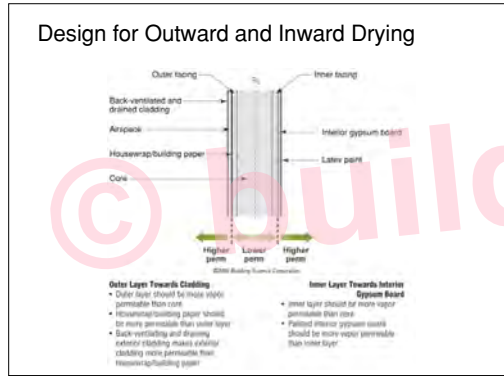 Design for Outward and Inward Drying
Outer facing
Inner facing
Back-ventilated and
drained cladding
Airspace
Interior gypsum board
Housewrap/building paper
Latex paint
Core
Higher
perm
Lower
perm
Higher
perm
Building Science Corporation
Outer Layer Towards Cladding
• Outer layer should be more vapor
permeable than core
• Housewrap/building paper should
be more permeable than outer layer
• Back-ventilating and draining
exterior cladding makes exterior
cladding more permeable than
housewrap/building paper
Inner Layer Towards Interior
Gypsum Board
• Inner layer should be more vapor
permeable than core
• Painted interior gypsum board
should be more vapor permeable
than inner layer
© build